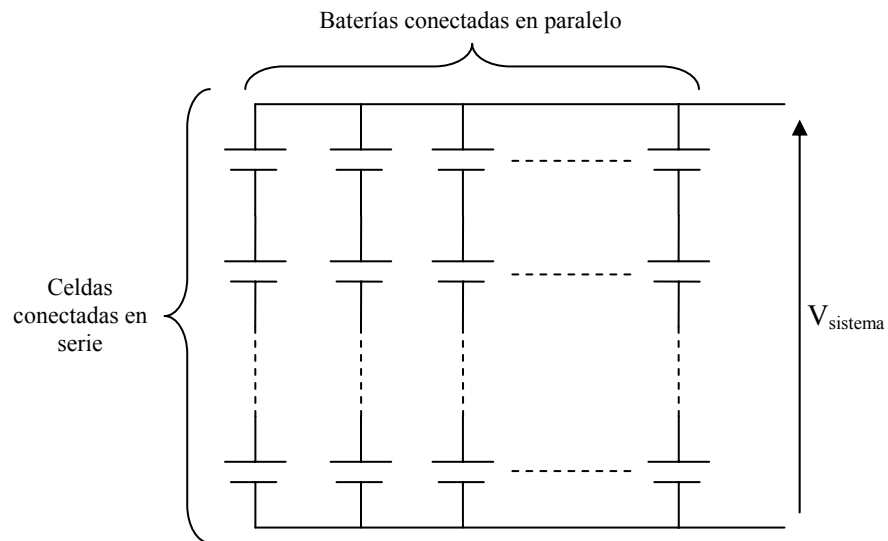 Baterías conectadas en paralelo
Celdas
conectadas en
serie
Vsistema